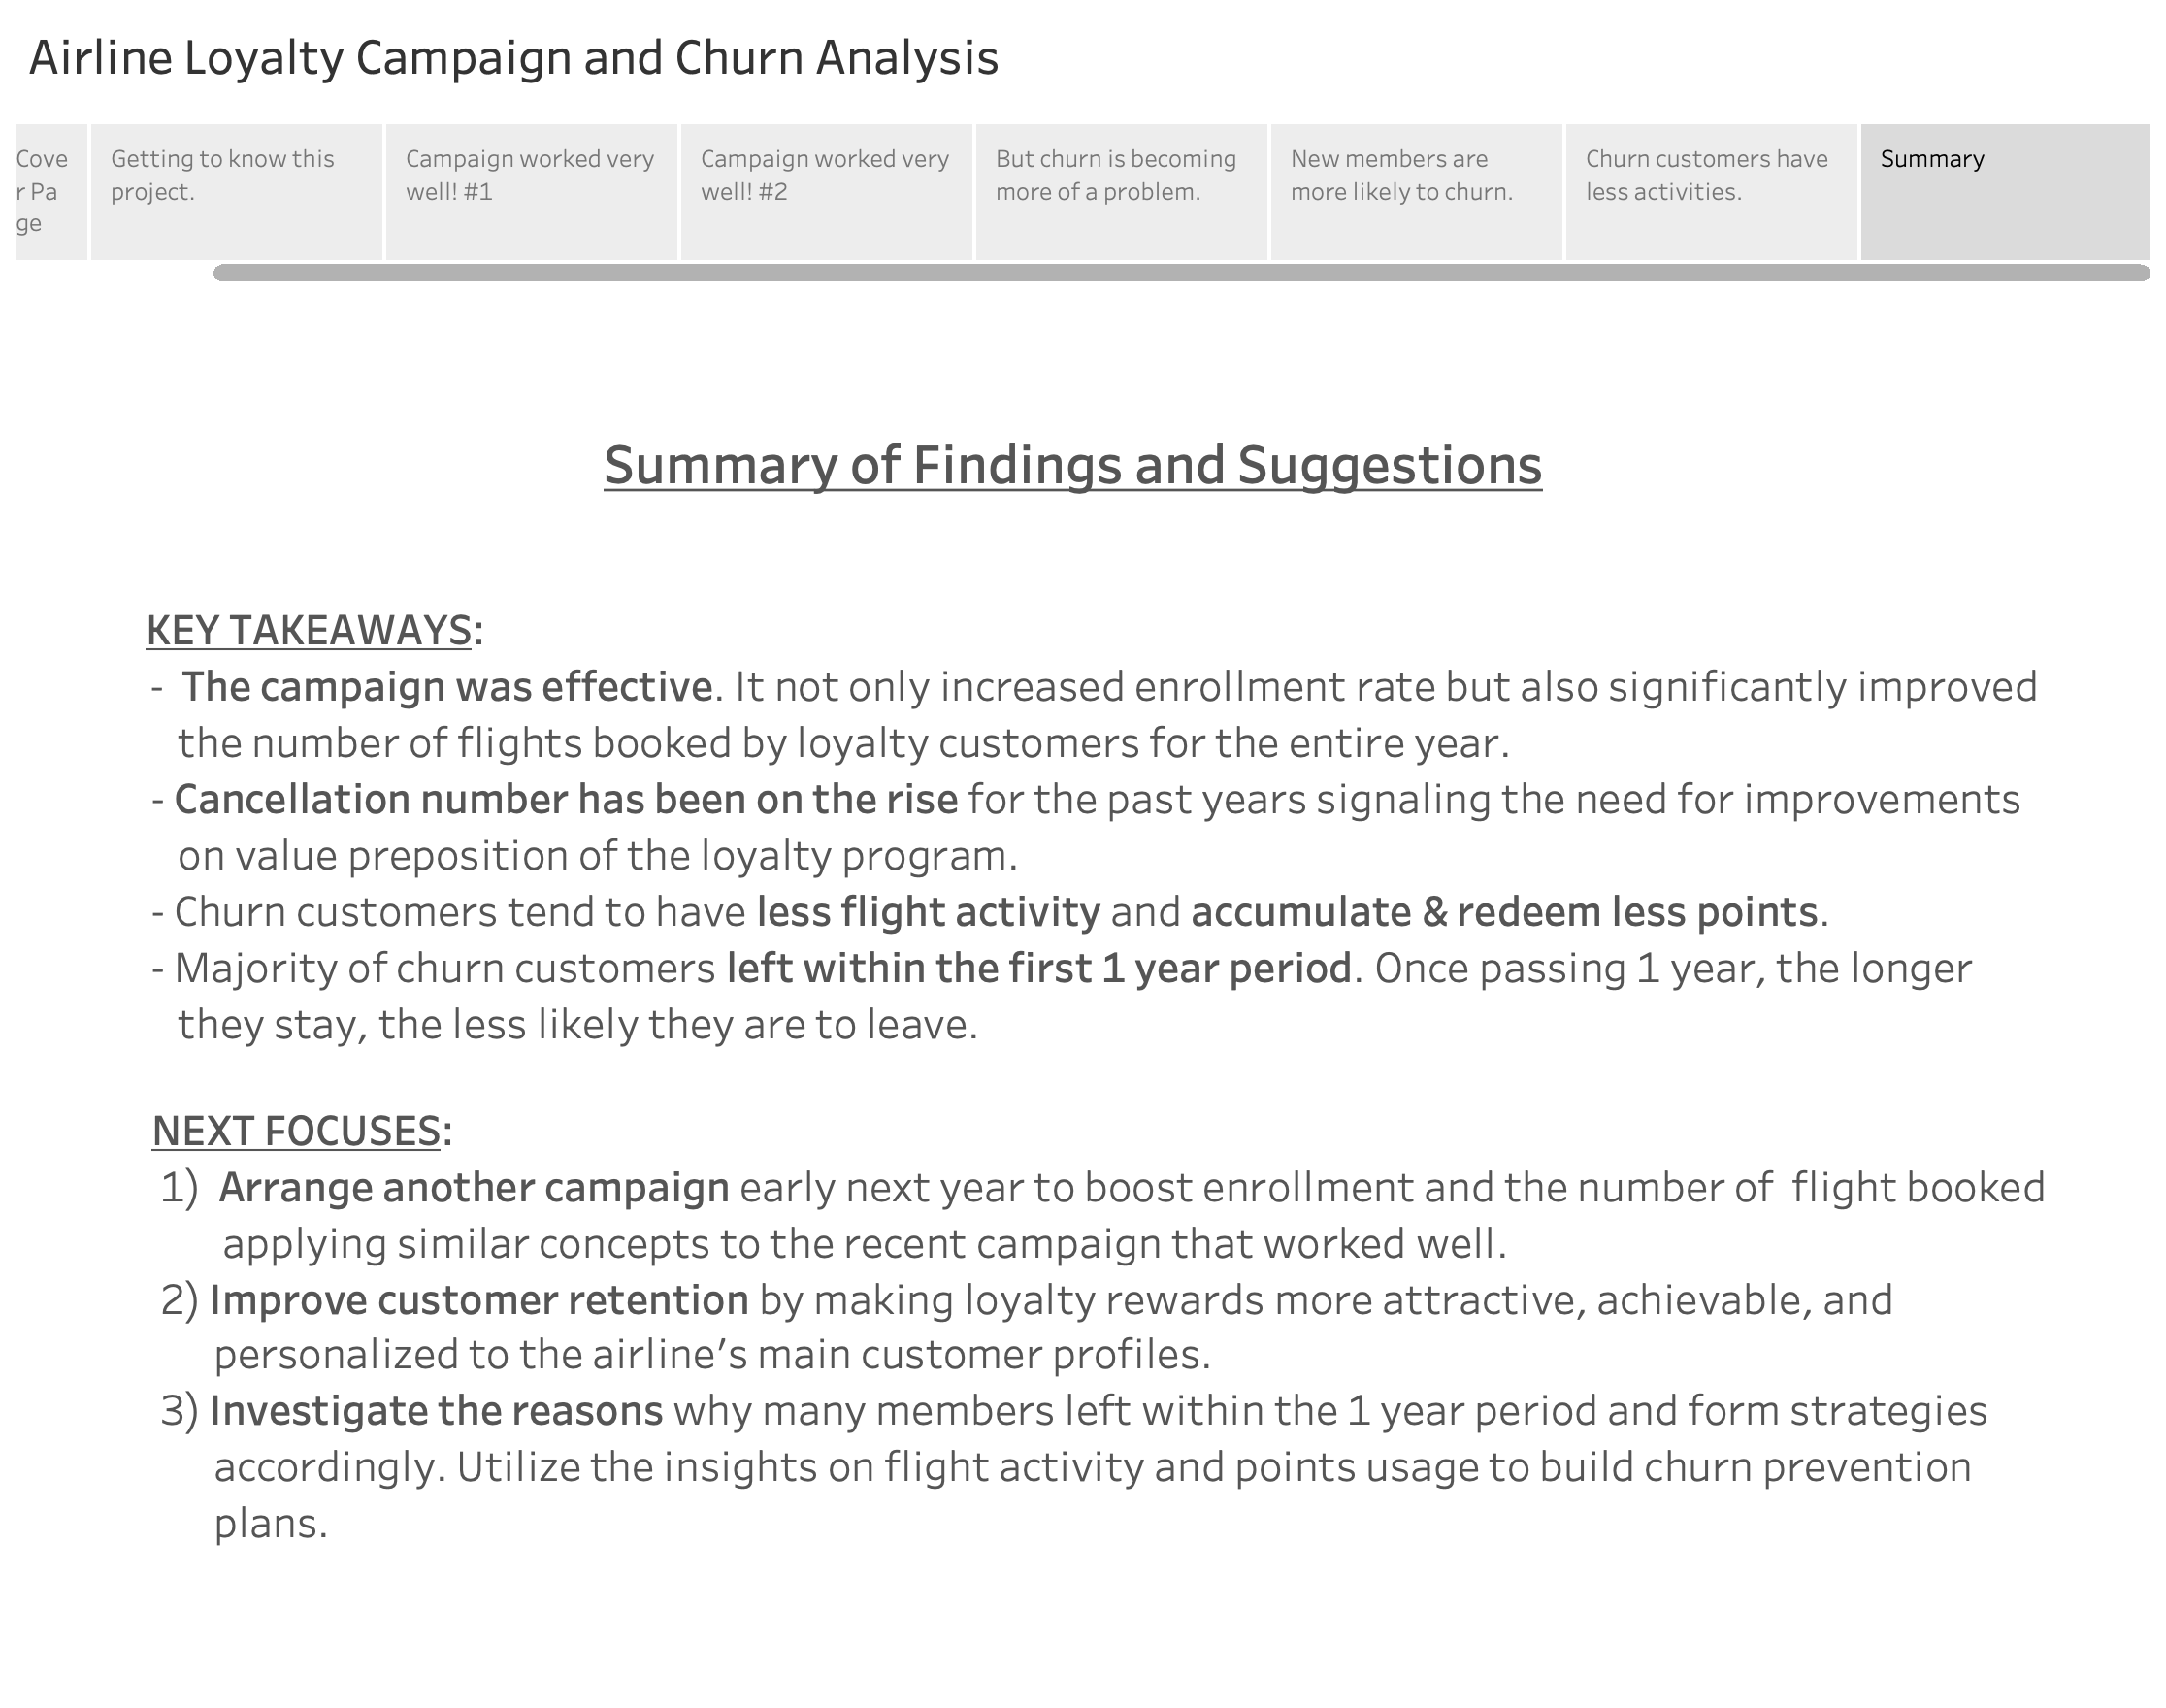 Airline Loyalty Campaign and Churn Analysis
Cove
r Pa
ge
Getting to know this
project.
Campaign worked very
well! #1
Campaign worked very
well! #2
But churn is becoming
more of a problem.
New members are
more likely to churn.
Churn customers have
less activities.
Summary
Summary of Findings and Suggestions
KEY TAKEAWAYS:
- The campaign was effective. It not only increased enrollment rate but also significantly improved
the number of flights booked by loyalty customers for the entire year.
- Cancellation number has been on the rise for the past years signaling the need for improvements
on value preposition of the loyalty program.
- Churn customers tend to have less flight activity and accumulate & redeem less points.
- Majority of churn customers left within the first 1 year period. Once passing 1 year, the longer
they stay, the less likely they are to leave.
NEXT FOCUSES:
1) Arrange another campaign early next year to boost enrollment and the number of flight booked
applying similar concepts to the recent campaign that worked well.
2) Improve customer retention by making loyalty rewards more attractive, achievable, and
personalized to the airline’s main customer profiles.
3) Investigate the reasons why many members left within the 1 year period and form strategies
accordingly. Utilize the insights on flight activity and points usage to build churn prevention
plans.